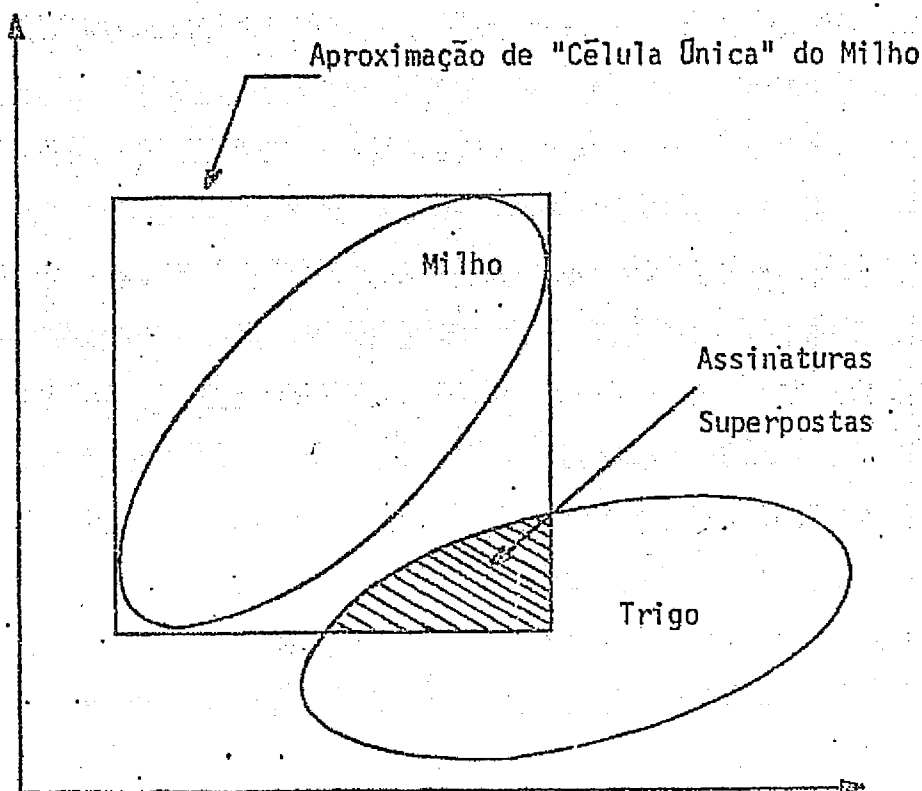 Aproximação de "Célula Única" do Milho
Milho
Assinaturas
Superpostas
Trigo